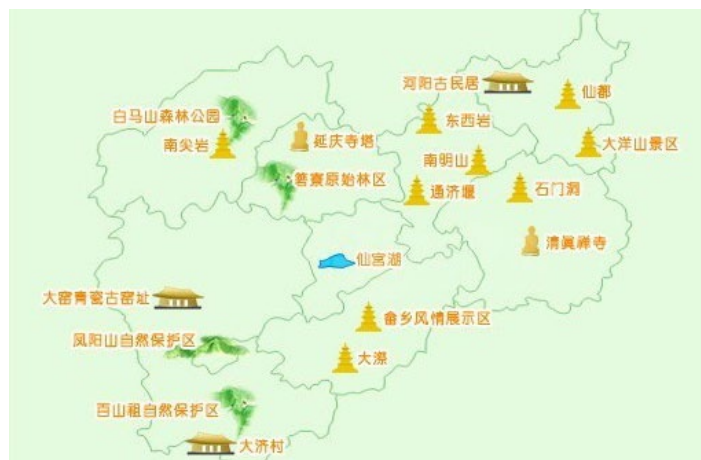 河阳古民居
仙都
白马山森林公园
东西岩
南尖岩
延庆寺塔
大洋山景区
南明山
箬寮原始林区
通济堰
石门洞
清真禅寺
仙宫湖
大窑青瓷古窑址
畲乡风情展示区
凤阳山自然保护区
大漈
百山祖自然保护区
大济村